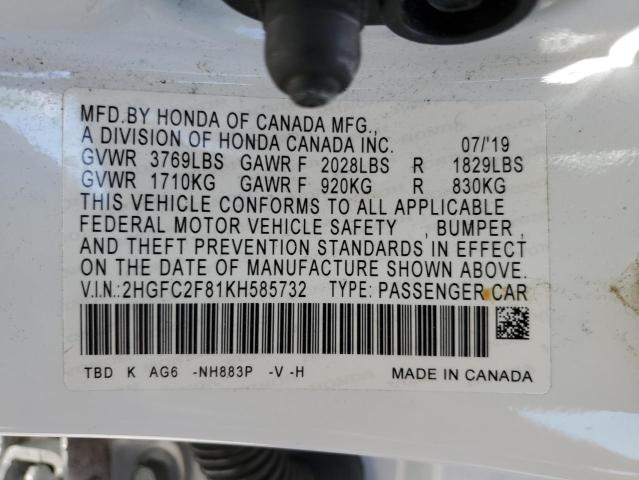 MFD.BY HONDA OF CANADA MFG.,
A DIVISION OF HONDA CANADA INC. 07/'19
GVWR 3769LBS GAWR F 2028LBS R 1829LBS
GVWR 1710KG GAWR F 920KG R 830KG
THIS VEHICLE CONFORMS TO ALL APPLICABLE
FEDERAL MOTOR VEHICLE SAFETY , BUMPER ,
AND THEFT PREVENTION STANDARDS IN EFFECT
ON THE DATE OF MANUFACTURE SHOWN ABOVE.
V.I.N.:2HGFC2F81KH585732 TYPE: PASSENGER CAR
TBD K AG6 -NH883P -V -H MADE IN CANADA